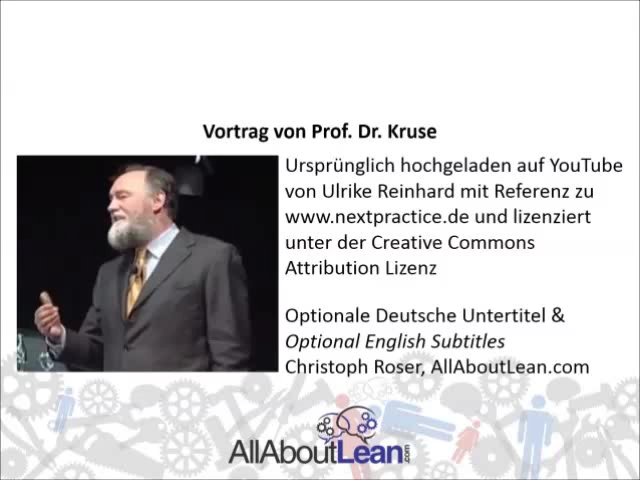 Vortrag von Prof. Dr. Kruse
Ursprünglich hochgeladen auf YouTube
von Ulrike Reinhard mit Referenz zu
www.nextpractice.de und lizenziert
unter der Creative Commons
Attribution Lizenz
Optionale Deutsche Untertitel &
Optional English Subtitles
Christoph Roser, AllAboutLean.com
AllAboutLean.com